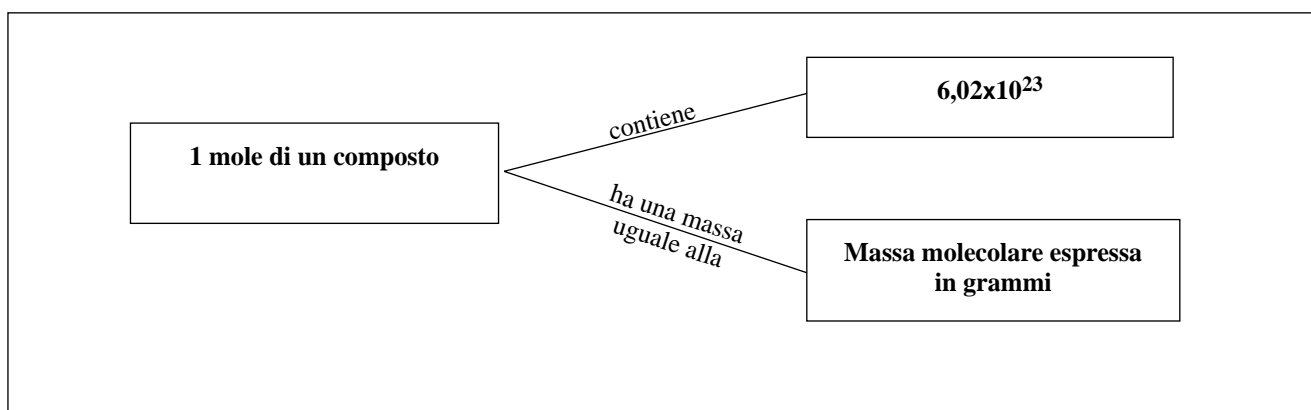 1 mole di un composto
contiene
6,02x10²³
ha una massa
uguale alla
Massa molecolare espressa
in grammi